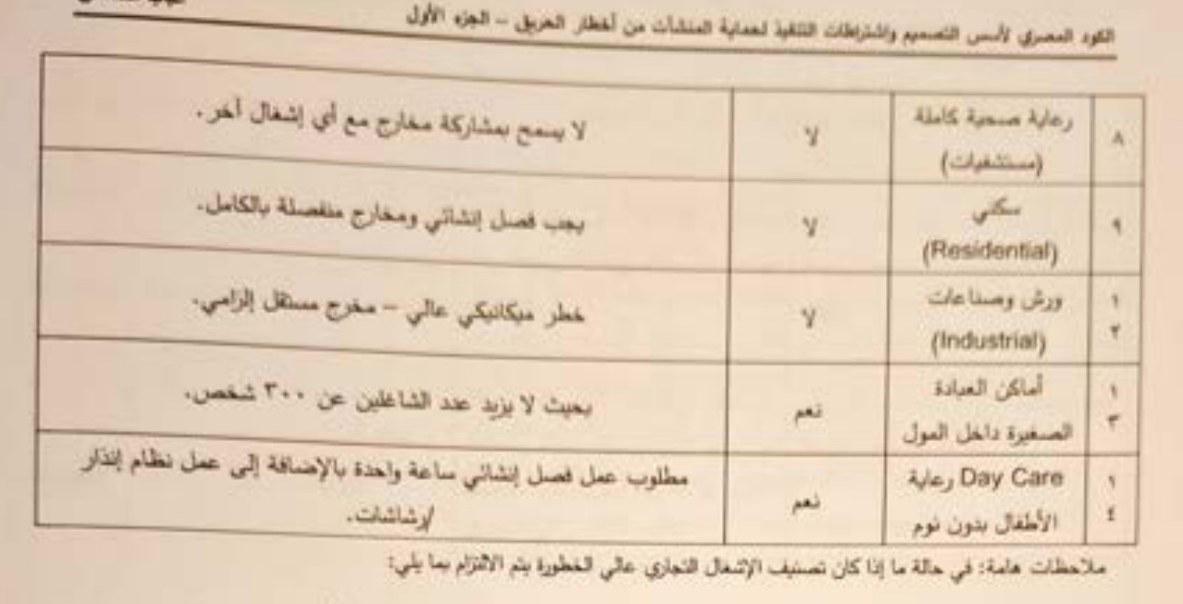 الكود المصري لأسس التصميم واشتراطات التنفيذ لحماية المنشآت من أخطار الحريق – الجزء الأول
٨ رعاية صحية كاملة (مستشفيات) لا لا يسمح بمشاركة مخارج مع أي إشغال آخر.
٩ سكني (Residential) لا يجب فصل إنشائي ومخارج منفصلة بالكامل.
١٢ ورش وصناعات (Industrial) لا خطر ميكانيكي عالي – مخرج مستقل إلزامي.
١٣ أماكن العبادة الصغيرة داخل المول نعم بحيث لا يزيد عدد الشاغلين عن ٣٠٠ شخص.
١٤ Day Care رعاية الأطفال بدون نوم نعم مطلوب عمل فصل إنشائي ساعة واحدة بالإضافة إلى عمل نظام إنذار /رشاشات.
ملاحظات هامة: في حالة ما إذا كان تصنيف الإشغال التجاري عالي الخطورة يتم الالتزام بما يلي: